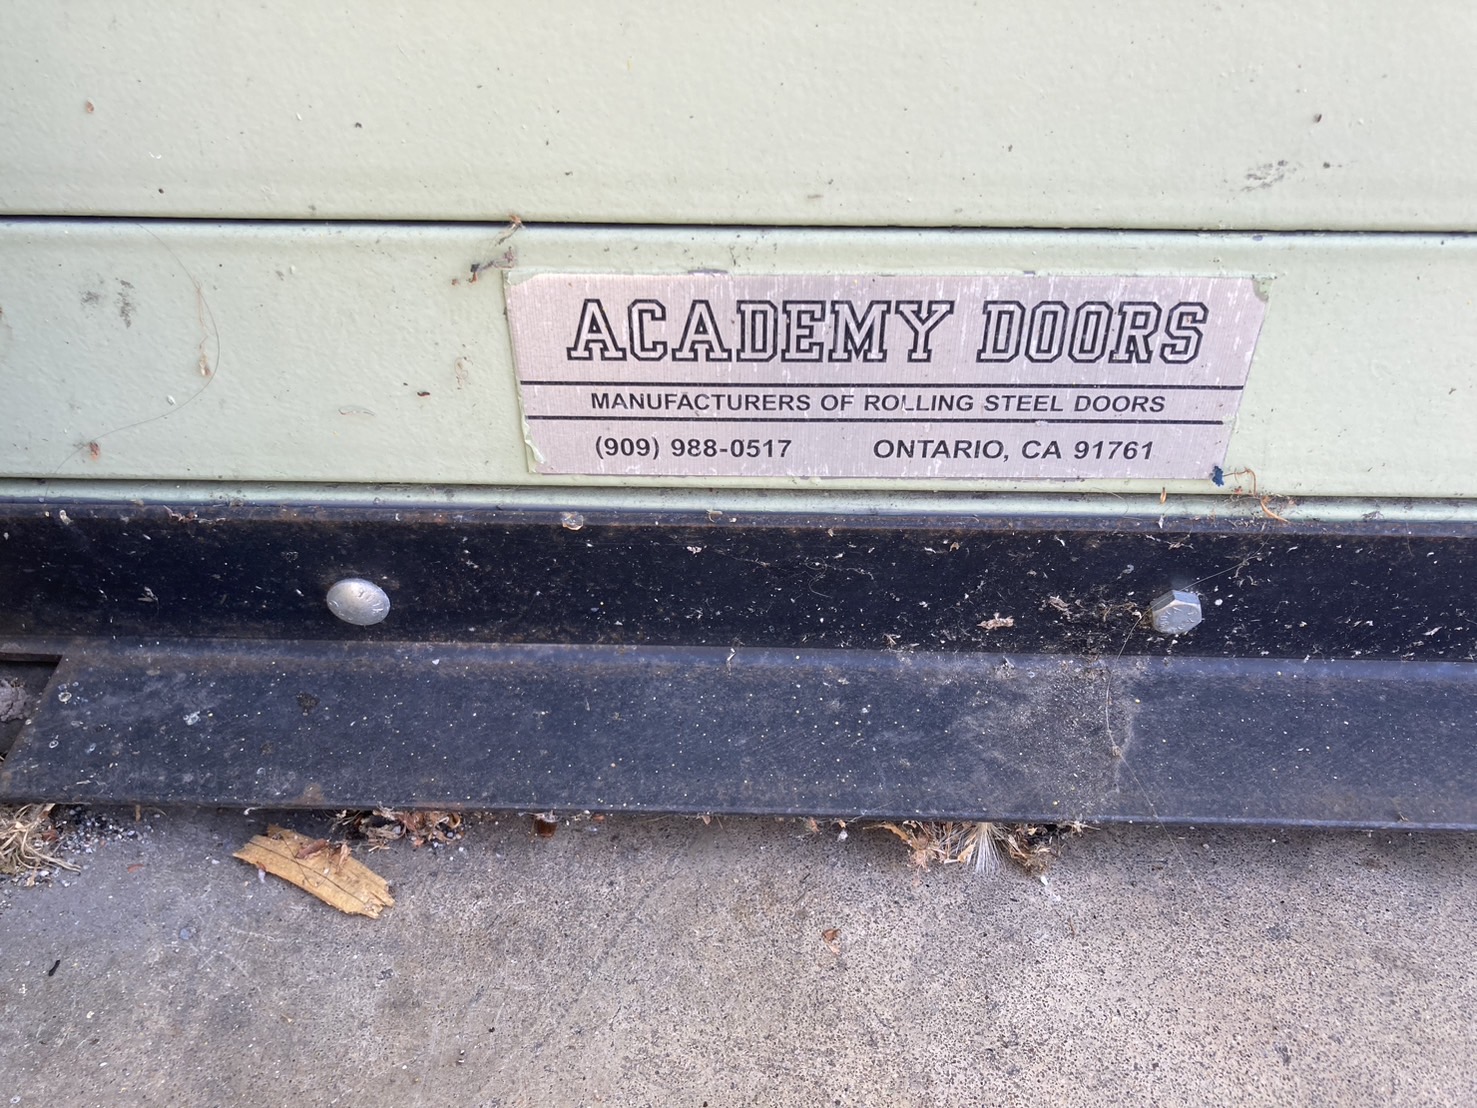 ACADEMY DOORS
MANUFACTURERS OF ROLLING STEEL DOORS
(909) 988-0517 ONTARIO, CA 91761